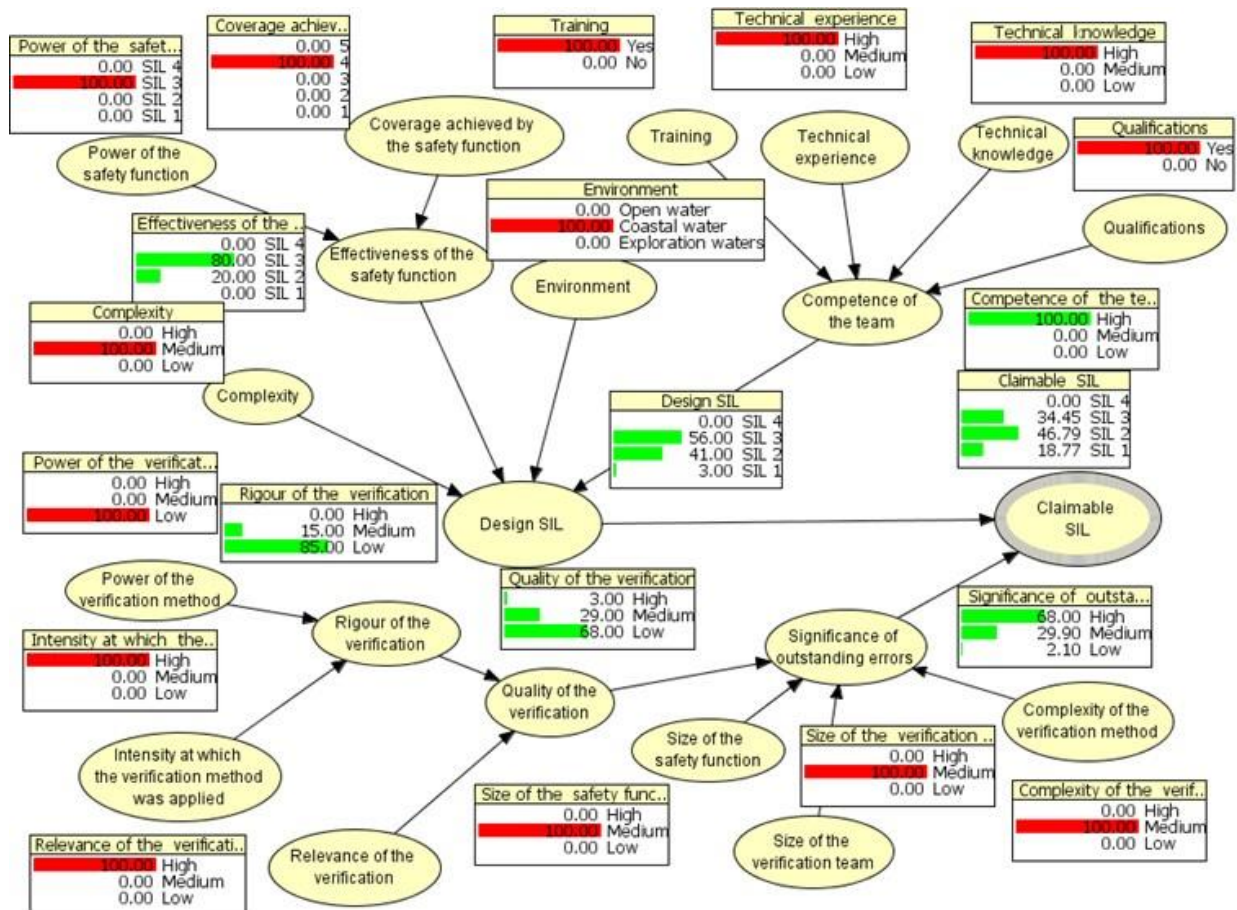 Power of the safet...
0.00 SIL 4
100.00 SIL 3
0.00 SIL 2
0.00 SIL 1
Coverage achiev...
0.00 5
100.00 4
0.00 3
0.00 2
0.00 1
Training
100.00 Yes
0.00 No
Technical experience
100.00 High
0.00 Medium
0.00 Low
Technical knowledge
100.00 High
0.00 Medium
0.00 Low
Qualifications
100.00 Yes
0.00 No
Power of the
safety function
Coverage achieved by
the safety function
Training
Technical
experience
Technical
knowledge
Qualifications
Environment
0.00 Open water
100.00 Coastal water
0.00 Exploration waters
Effectiveness of the ...
0.00 SIL 4
80.00 SIL 3
20.00 SIL 2
0.00 SIL 1
Effectiveness of the
safety function
Environment
Competence of
the team
Competence of the te...
100.00 High
0.00 Medium
0.00 Low
Complexity
0.00 High
100.00 Medium
0.00 Low
Complexity
Design SIL
0.00 SIL 4
56.00 SIL 3
41.00 SIL 2
3.00 SIL 1
Claimable SIL
0.00 SIL 4
34.45 SIL 3
46.79 SIL 2
18.77 SIL 1
Power of the verificat...
0.00 High
0.00 Medium
100.00 Low
Rigour of the verification
0.00 High
15.00 Medium
85.00 Low
Design SIL
Claimable
SIL
Power of the
verification method
Rigour of the
verification
Quality of the verification
3.00 High
29.00 Medium
68.00 Low
Significance of
outstanding errors
Significance of outsta...
68.00 High
29.90 Medium
2.10 Low
Intensity at which the...
100.00 High
0.00 Medium
0.00 Low
Quality of the
verification
Intensity at which
the verification method
was applied
Size of the
safety function
Size of the verification ...
0.00 High
100.00 Medium
0.00 Low
Complexity of the
verification method
Relevance of the verificati...
100.00 High
0.00 Medium
0.00 Low
Relevance of the
verification
Size of the safety func...
0.00 High
100.00 Medium
0.00 Low
Size of the
verification team
Complexity of the verif...
0.00 High
100.00 Medium
0.00 Low